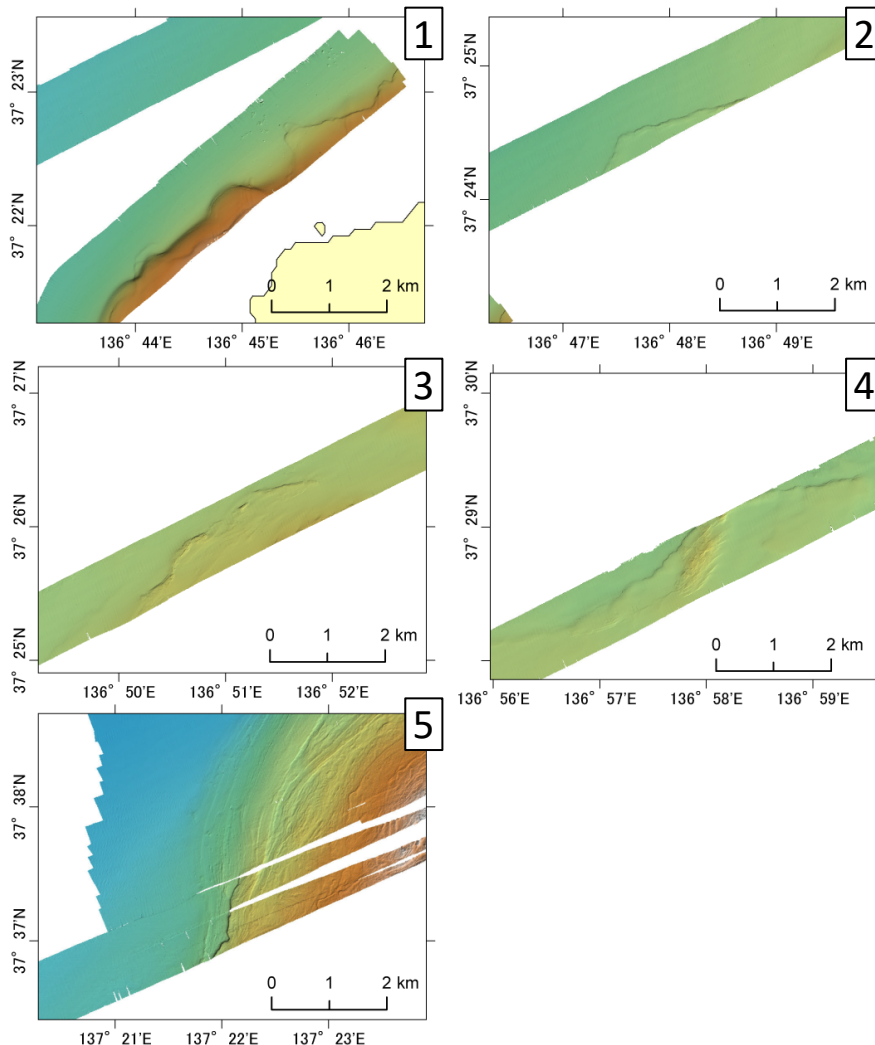 1
37° 23'N
37° 22'N
0 1 2 km
136° 44'E 136° 45'E 136° 46'E
2
37° 25'N
37° 24'N
0 1 2 km
136° 47'E 136° 48'E 136° 49'E
3
37° 27'N
37° 26'N
37° 25'N
0 1 2 km
136° 50'E 136° 51'E 136° 52'E
4
37° 30'N
37° 29'N
0 1 2 km
136° 56'E 136° 57'E 136° 58'E 136° 59'E
5
37° 38'N
37° 37'N
0 1 2 km
137° 21'E 137° 22'E 137° 23'E